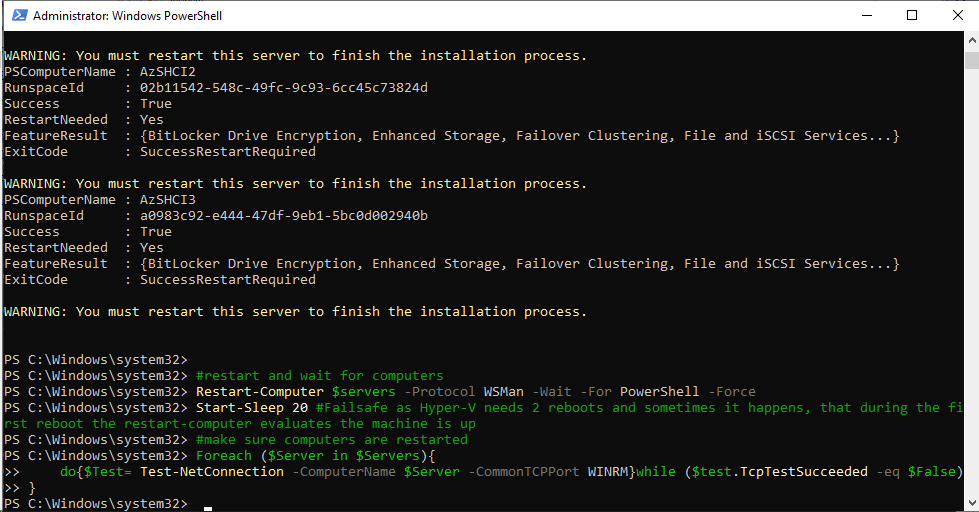 Administrator: Windows PowerShell
WARNING: You must restart this server to finish the installation process.
PSComputerName : AzSHCI2
RunspaceId     : 02b11542-548c-49fc-9c93-6cc45c73824d
Success        : True
RestartNeeded  : Yes
FeatureResult  : {BitLocker Drive Encryption, Enhanced Storage, Failover Clustering, File and iSCSI Services...}
ExitCode       : SuccessRestartRequired
WARNING: You must restart this server to finish the installation process.
PSComputerName : AzSHCI3
RunspaceId     : a0983c92-e444-47df-9eb1-5bc0d002940b
Success        : True
RestartNeeded  : Yes
FeatureResult  : {BitLocker Drive Encryption, Enhanced Storage, Failover Clustering, File and iSCSI Services...}
ExitCode       : SuccessRestartRequired
WARNING: You must restart this server to finish the installation process.
PS C:\Windows\system32>
PS C:\Windows\system32> #restart and wait for computers
PS C:\Windows\system32> Restart-Computer $servers -Protocol WSMan -Wait -For PowerShell -Force
PS C:\Windows\system32> Start-Sleep 20 #Failsafe as Hyper-V needs 2 reboots and sometimes it happens, that during the fi
rst reboot the restart-computer evaluates the machine is up
PS C:\Windows\system32> #make sure computers are restarted
PS C:\Windows\system32> Foreach ($Server in $Servers){
>>     do{$Test= Test-NetConnection -ComputerName $Server -CommonTCPPort WINRM}while ($test.TcpTestSucceeded -eq $False)
>> }
PS C:\Windows\system32>